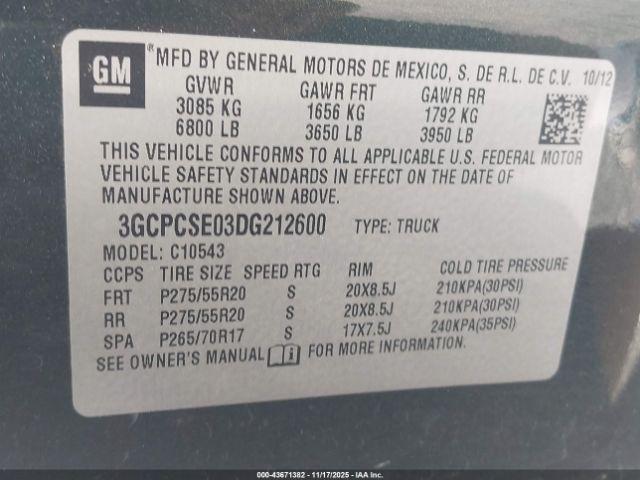 GM ® MFD BY GENERAL MOTORS DE MEXICO, S. DE R.L. DE C.V. 10/12
GVWR GAWR FRT GAWR RR
3085 KG 1656 KG 1792 KG
6800 LB 3650 LB 3950 LB
THIS VEHICLE CONFORMS TO ALL APPLICABLE U.S. FEDERAL MOTOR
VEHICLE SAFETY STANDARDS IN EFFECT ON THE DATE OF
MANUFACTURE SHOWN ABOVE.
3GCPCSE03DG212600 TYPE: TRUCK
MODEL: C10543
CCPS TIRE SIZE SPEED RTG RIM COLD TIRE PRESSURE
FRT P275/55R20 S 20X8.5J 210KPA(30PSI)
RR P275/55R20 S 20X8.5J 210KPA(30PSI)
SPA P265/70R17 S 17X7.5J 240KPA(35PSI)
SEE OWNER'S MANUAL i FOR MORE INFORMATION.
000-43671382 - 11/17/2025 - COPART.COM